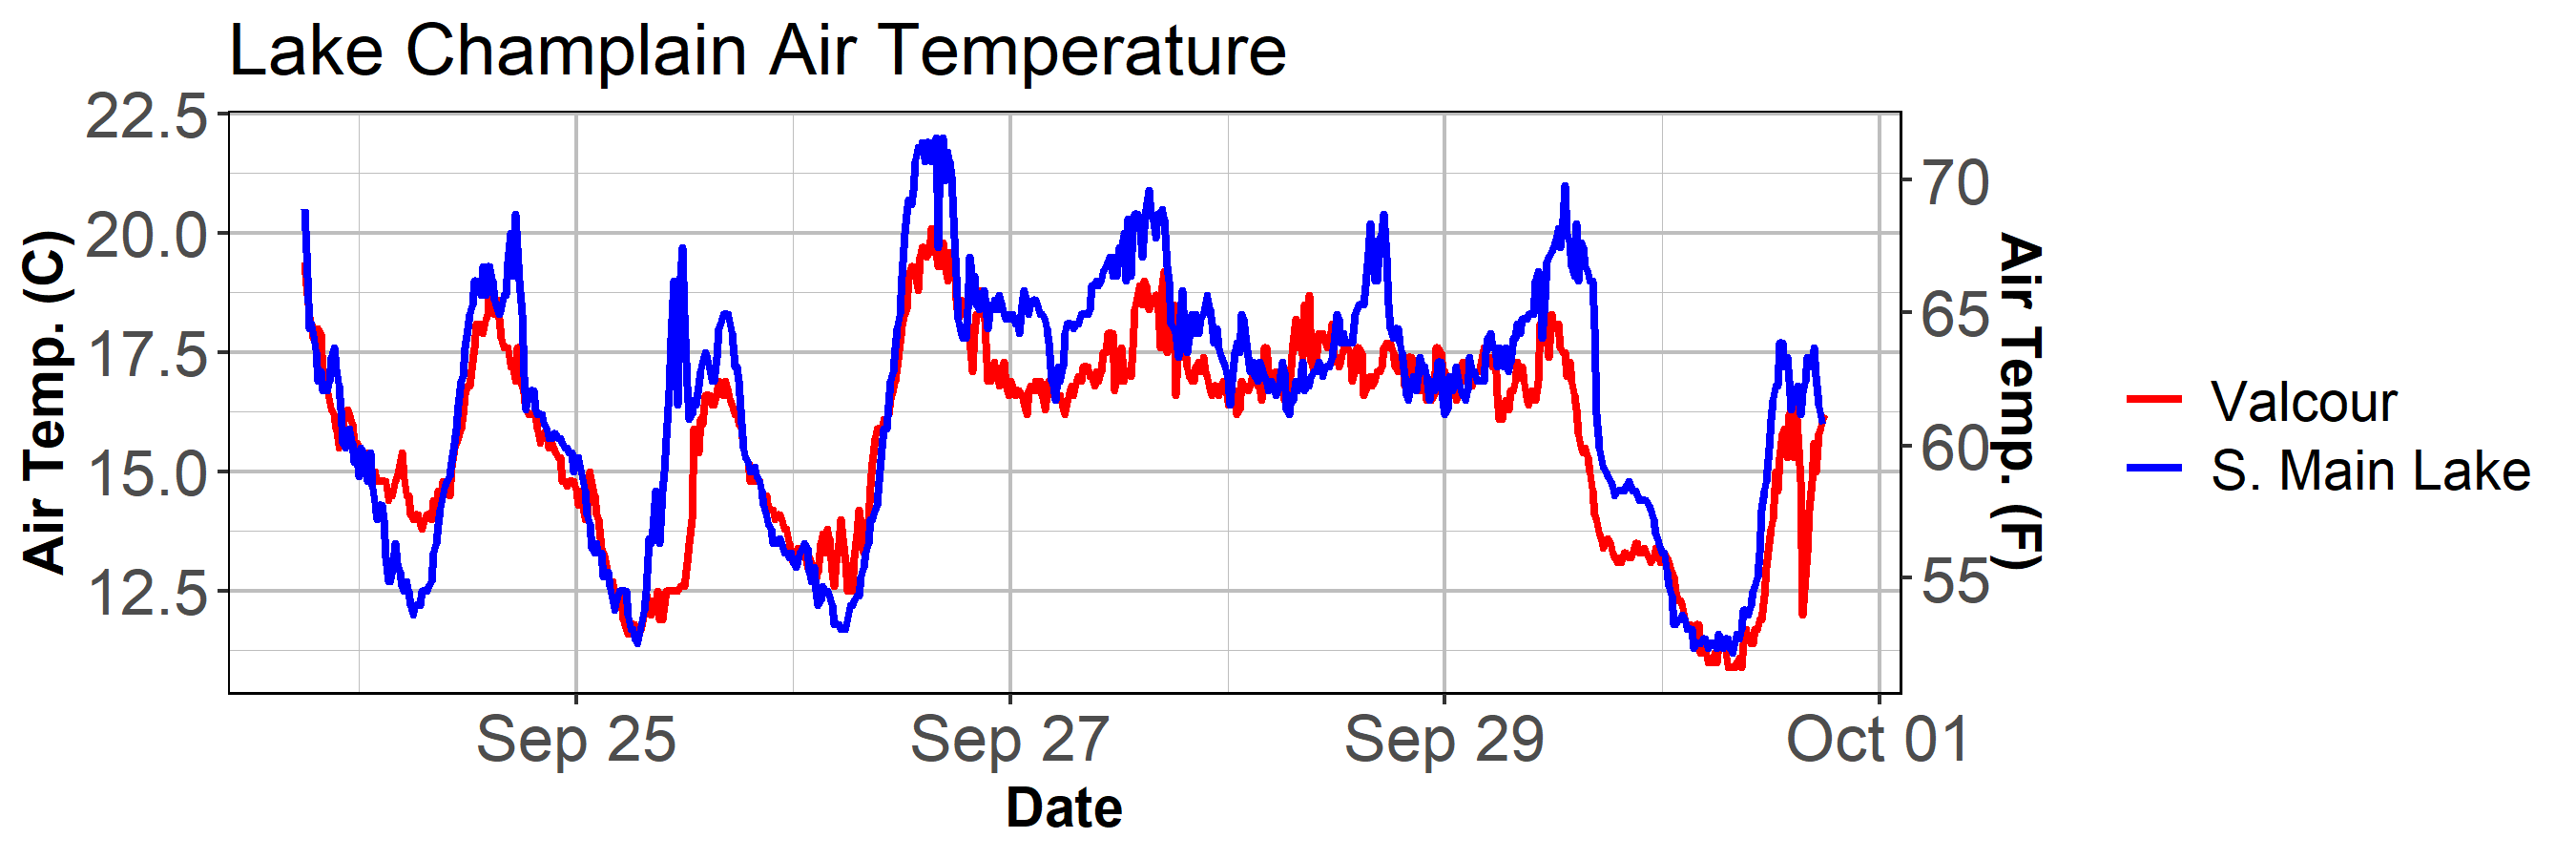 Lake Champlain Air Temperature
Air Temp. (C)
22.5
20.0
17.5
15.0
12.5
70
65
60
55
Air Temp. (F)
Sep 25
Sep 27
Sep 29
Oct 01
Date
Valcour
S. Main Lake